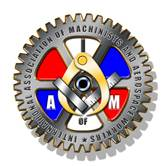 INTERNATIONAL ASSOCIATION OF MACHINISTS AND AEROSPACE WORKERS
I
A M
OF